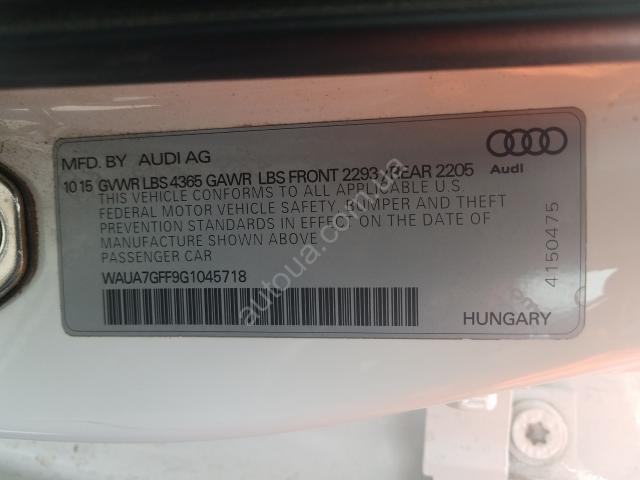 MFD. BY AUDI AG
10 15 GVWR LBS 4365 GAWR LBS FRONT 2293 REAR 2205
THIS VEHICLE CONFORMS TO ALL APPLICABLE U.S.
FEDERAL MOTOR VEHICLE SAFETY, BUMPER AND THEFT
PREVENTION STANDARDS IN EFFECT ON THE DATE OF
MANUFACTURE SHOWN ABOVE
PASSENGER CAR
WAUA7GFF9G1045718
HUNGARY
Audi
4150475
autoua.com.ua